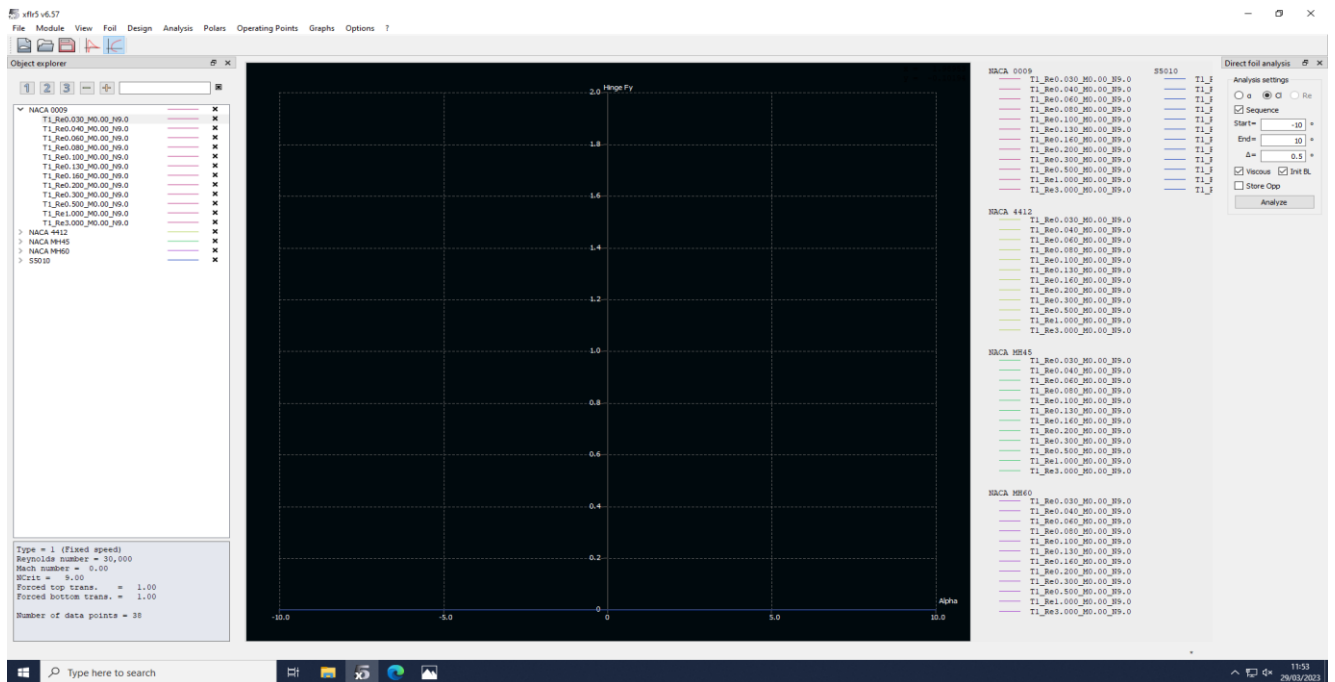 xflr5 v6.57
File Module View Foil Design Analysis Polars Operating Points Graphs Options ?
Object explorer
1 2 3
NACA 0009
T1_Re0.030_M0.00_N9.0
T1_Re0.040_M0.00_N9.0
T1_Re0.060_M0.00_N9.0
T1_Re0.080_M0.00_N9.0
T1_Re0.100_M0.00_N9.0
T1_Re0.130_M0.00_N9.0
T1_Re0.160_M0.00_N9.0
T1_Re0.200_M0.00_N9.0
T1_Re0.300_M0.00_N9.0
T1_Re0.500_M0.00_N9.0
T1_Re1.000_M0.00_N9.0
T1_Re3.000_M0.00_N9.0
NACA 4412
NACA MH45
NACA MH60
S5010
Type = 1 (Fixed speed)
Reynolds number = 30,000
Mach number = 0.00
NCrit = 9.00
Forced top trans. = 1.00
Forced bottom trans. = 1.00
Number of data points = 38
Hinge Fy
2.0
1.8
1.6
1.4
1.2
1.0
0.8
0.6
0.4
0.2
0
Alpha
-10.0 -5.0 0 5.0 10.0
NACA 0009
T1_Re0.030_M0.00_N9.0
T1_Re0.040_M0.00_N9.0
T1_Re0.060_M0.00_N9.0
T1_Re0.080_M0.00_N9.0
T1_Re0.100_M0.00_N9.0
T1_Re0.130_M0.00_N9.0
T1_Re0.160_M0.00_N9.0
T1_Re0.200_M0.00_N9.0
T1_Re0.300_M0.00_N9.0
T1_Re0.500_M0.00_N9.0
T1_Re1.000_M0.00_N9.0
T1_Re3.000_M0.00_N9.0
NACA 4412
T1_Re0.030_M0.00_N9.0
T1_Re0.040_M0.00_N9.0
T1_Re0.060_M0.00_N9.0
T1_Re0.080_M0.00_N9.0
T1_Re0.100_M0.00_N9.0
T1_Re0.130_M0.00_N9.0
T1_Re0.160_M0.00_N9.0
T1_Re0.200_M0.00_N9.0
T1_Re0.300_M0.00_N9.0
T1_Re0.500_M0.00_N9.0
T1_Re1.000_M0.00_N9.0
T1_Re3.000_M0.00_N9.0
NACA MH45
T1_Re0.030_M0.00_N9.0
T1_Re0.040_M0.00_N9.0
T1_Re0.060_M0.00_N9.0
T1_Re0.080_M0.00_N9.0
T1_Re0.100_M0.00_N9.0
T1_Re0.130_M0.00_N9.0
T1_Re0.160_M0.00_N9.0
T1_Re0.200_M0.00_N9.0
T1_Re0.300_M0.00_N9.0
T1_Re0.500_M0.00_N9.0
T1_Re1.000_M0.00_N9.0
T1_Re3.000_M0.00_N9.0
NACA MH60
T1_Re0.030_M0.00_N9.0
T1_Re0.040_M0.00_N9.0
T1_Re0.060_M0.00_N9.0
T1_Re0.080_M0.00_N9.0
T1_Re0.100_M0.00_N9.0
T1_Re0.130_M0.00_N9.0
T1_Re0.160_M0.00_N9.0
T1_Re0.200_M0.00_N9.0
T1_Re0.300_M0.00_N9.0
T1_Re0.500_M0.00_N9.0
T1_Re1.000_M0.00_N9.0
T1_Re3.000_M0.00_N9.0
S5010
Direct foil analysis
Analysis settings
α Cl Re
Sequence
Start= -10 °
End= 10 °
Δ= 0.5 °
Viscous Init BL
Store Opp
Analyze
Type here to search
11:53
29/03/2023